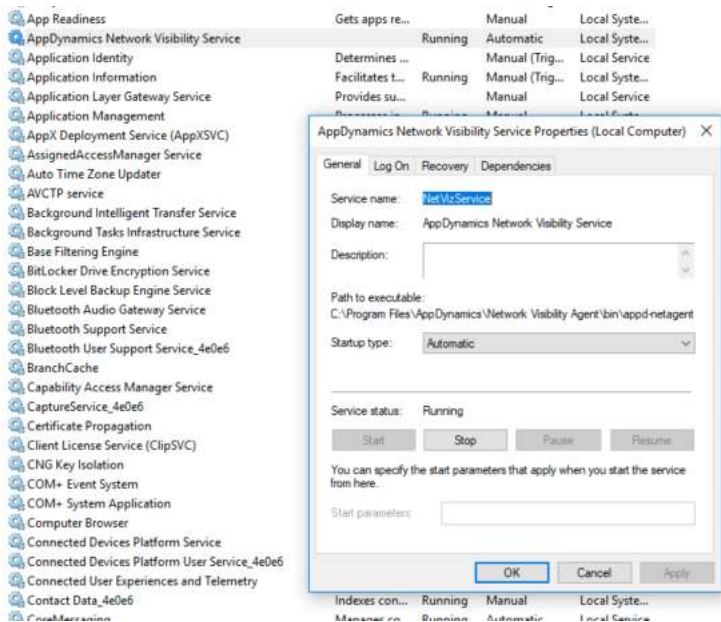 App Readiness Gets apps re... Manual Local Syste...
AppDynamics Network Visibility Service Running Automatic Local Syste...
Application Identity Determines ... Manual (Trig... Local Service
Application Information Facilitates t... Running Manual (Trig... Local Syste...
Application Layer Gateway Service Provides su... Manual Local Service
Application Management
AppX Deployment Service (AppXSVC)
AssignedAccessManager Service
Auto Time Zone Updater
AVCTP service
Background Intelligent Transfer Service
Background Tasks Infrastructure Service
Base Filtering Engine
BitLocker Drive Encryption Service
Block Level Backup Engine Service
Bluetooth Audio Gateway Service
Bluetooth Support Service
Bluetooth User Support Service_4e0e6
BranchCache
Capability Access Manager Service
CaptureService_4e0e6
Certificate Propagation
Client License Service (ClipSVC)
CNG Key Isolation
COM+ Event System
COM+ System Application
Computer Browser
Connected Devices Platform Service
Connected Devices Platform User Service_4e0e6
Connected User Experiences and Telemetry
Contact Data_4e0e6 Indexes con... Running Manual Local Syste...
CoreMessaging Manages co... Running Automatic Local Service
AppDynamics Network Visibility Service Properties (Local Computer)
General Log On Recovery Dependencies
Service name: NetVizService
Display name: AppDynamics Network Visibility Service
Description:
Path to executable:
C:\Program Files\AppDynamics\Network Visibility Agent\bin\appd-netagent
Startup type: Automatic
Service status: Running
Start Stop Pause Resume
You can specify the start parameters that apply when you start the service
from here.
Start parameters:
OK Cancel Apply